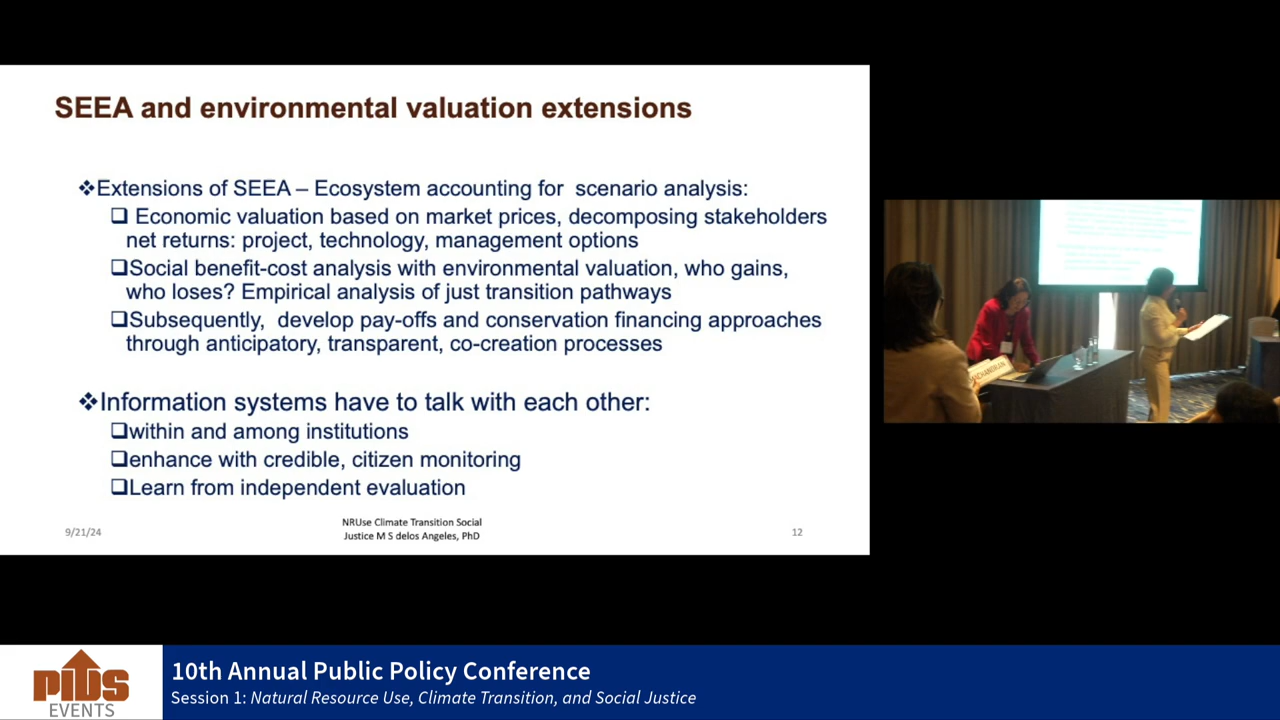 SEEA and environmental valuation extensions
❖Extensions of SEEA – Ecosystem accounting for scenario analysis:
❑ Economic valuation based on market prices, decomposing stakeholders
net returns: project, technology, management options
❑Social benefit-cost analysis with environmental valuation, who gains,
who loses? Empirical analysis of just transition pathways
❑Subsequently, develop pay-offs and conservation financing approaches
through anticipatory, transparent, co-creation processes
❖Information systems have to talk with each other:
❑within and among institutions
❑enhance with credible, citizen monitoring
❑Learn from independent evaluation
9/21/24
NRUse Climate Transition Social
Justice M S delos Angeles, PhD
12
PIDS
EVENTS
10th Annual Public Policy Conference
Session 1: Natural Resource Use, Climate Transition, and Social Justice